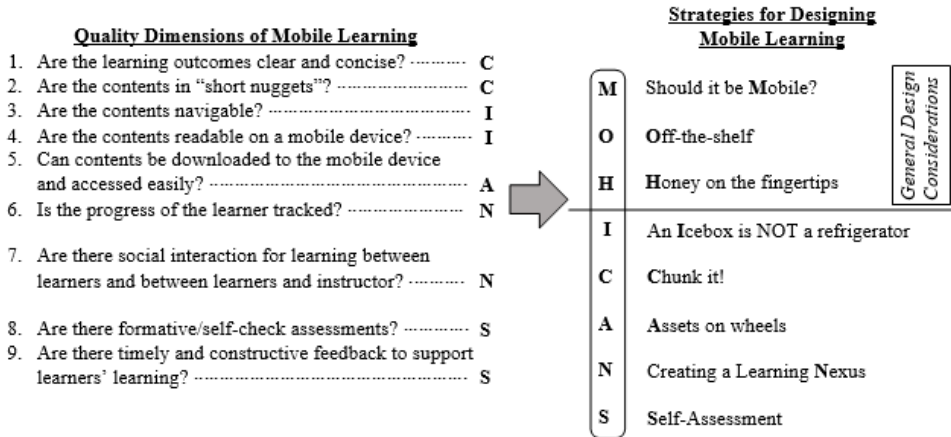 Quality Dimensions of Mobile Learning
1. Are the learning outcomes clear and concise? ----------- C
2. Are the contents in “short nuggets”? ----------- C
3. Are the contents navigable? ----------- I
4. Are the contents readable on a mobile device? ----------- I
5. Can contents be downloaded to the mobile device
and accessed easily? ----------- A
6. Is the progress of the learner tracked? ----------- N
7. Are there social interaction for learning between
learners and between learners and instructor? ----------- N
8. Are there formative/self-check assessments? ----------- S
9. Are there timely and constructive feedback to support
learners’ learning? ----------- S
Strategies for Designing
Mobile Learning
M Should it be Mobile?
O Off-the-shelf
H Honey on the fingertips
I An Icebox is NOT a refrigerator
C Chunk it!
A Assets on wheels
N Creating a Learning Nexus
S Self-Assessment
General Design
Considerations